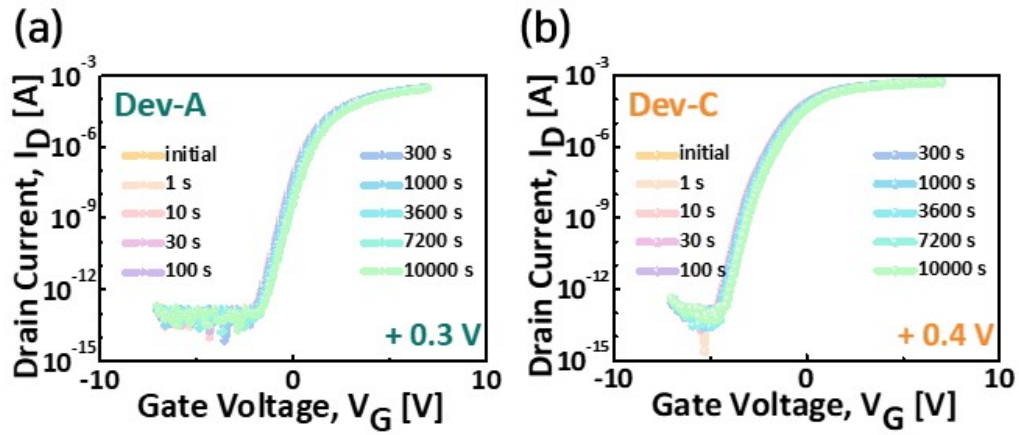 (a)
Drain Current, I_D [A]
10^-3
10^-6
10^-9
10^-12
10^-15
Dev-A
initial
1 s
10 s
30 s
100 s
300 s
1000 s
3600 s
7200 s
10000 s
+ 0.3 V
-10
0
10
Gate Voltage, V_G [V]
(b)
Drain Current, I_D [A]
10^-3
10^-6
10^-9
10^-12
10^-15
Dev-C
initial
1 s
10 s
30 s
100 s
300 s
1000 s
3600 s
7200 s
10000 s
+ 0.4 V
-10
0
10
Gate Voltage, V_G [V]